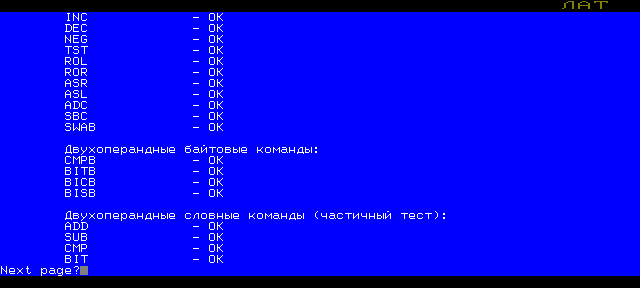 ЛАТ
INC - OK
DEC - OK
NEG - OK
TST - OK
ROL - OK
ROR - OK
ASR - OK
ASL - OK
ADC - OK
SBC - OK
SWAB - OK
Двухоперандные байтовые команды:
CMPB - OK
BITB - OK
BICB - OK
BISB - OK
Двухоперандные словные команды (частичный тест):
ADD - OK
SUB - OK
CMP - OK
BIT - OK
Next page?